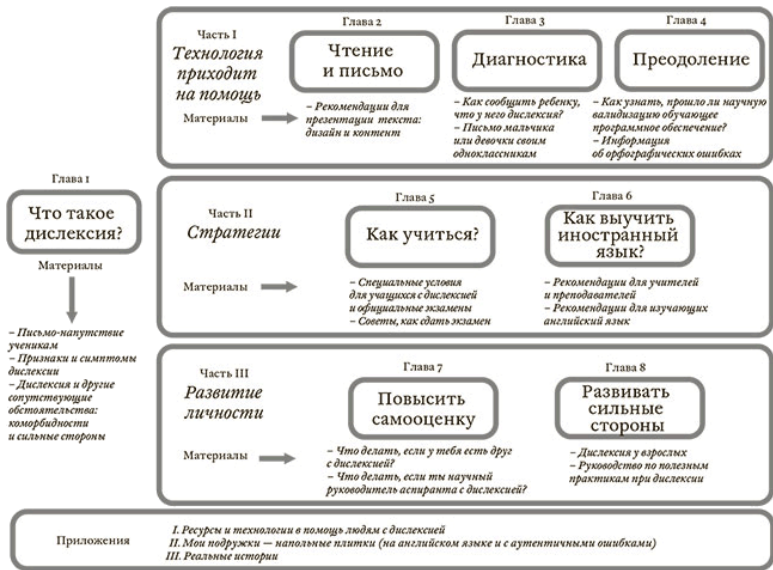 Глава 1
Что такое
дислексия?
Материалы
– Письмо-напутствие
ученикам
– Признаки и симптомы
дислексии
– Дислексия и другие
сопутствующие
обстоятельства:
коморбидности
и сильные стороны
Часть I
Технология
приходит
на помощь
Материалы
Глава 2
Чтение
и письмо
– Рекомендации для
презентации текста:
дизайн и контент
Глава 3
Диагностика
– Как сообщить ребенку,
что у него дислексия?
– Письмо мальчика
или девочки своим
одноклассникам
Глава 4
Преодоление
– Как узнать, прошло ли научную
валидизацию обучающее
программное обеспечение?
– Информация
об орфографических ошибках
Часть II
Стратегии
Материалы
Глава 5
Как учиться?
– Специальные условия
для учащихся с дислексией
и официальные экзамены
– Советы, как сдать экзамен
Глава 6
Как выучить
иностранный
язык?
– Рекомендации для учителей
и преподавателей
– Рекомендации для изучающих
английский язык
Часть III
Развитие
личности
Материалы
Глава 7
Повысить
самооценку
– Что делать, если у тебя есть друг
с дислексией?
– Что делать, если ты научный
руководитель аспиранта с дислексией?
Глава 8
Развивать
сильные
стороны
– Дислексия у взрослых
– Руководство по полезным
практикам при дислексии
Приложения
I. Ресурсы и технологии в помощь людям с дислексией
II. Мои подружки — напольные плитки (на английском языке и с аутентичными ошибками)
III. Реальные истории